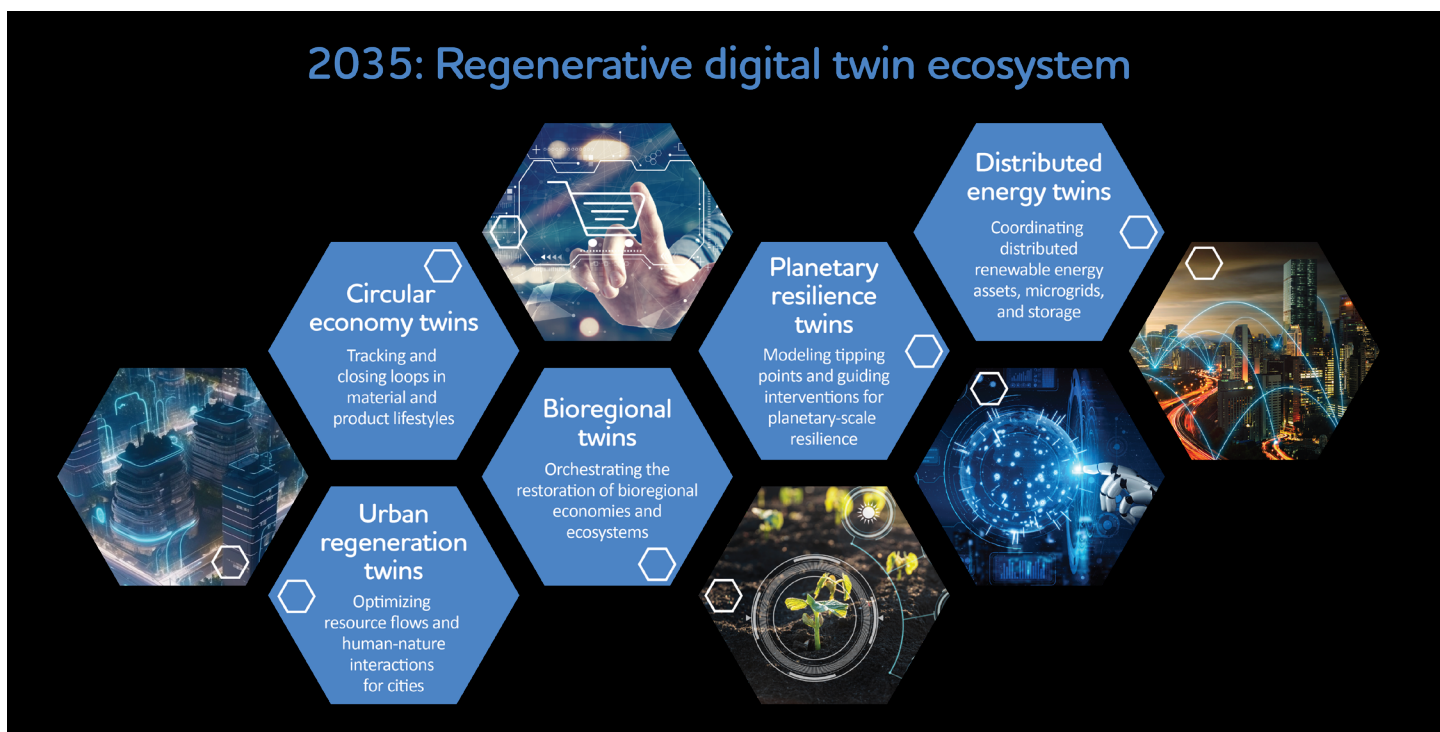 2035: Regenerative digital twin ecosystem
Circular
economy twins
Tracking and
closing loops in
material and
product lifestyles
Urban
regeneration
twins
Optimizing
resource flows and
human-nature
interactions
for cities
Bioregional
twins
Orchestrating the
restoration of bioregional
economies and
ecosystems
Planetary
resilience
twins
Modeling tipping
points and guiding
interventions for
planetary-scale
resilience
Distributed
energy twins
Coordinating
distributed
renewable energy
assets, microgrids,
and storage